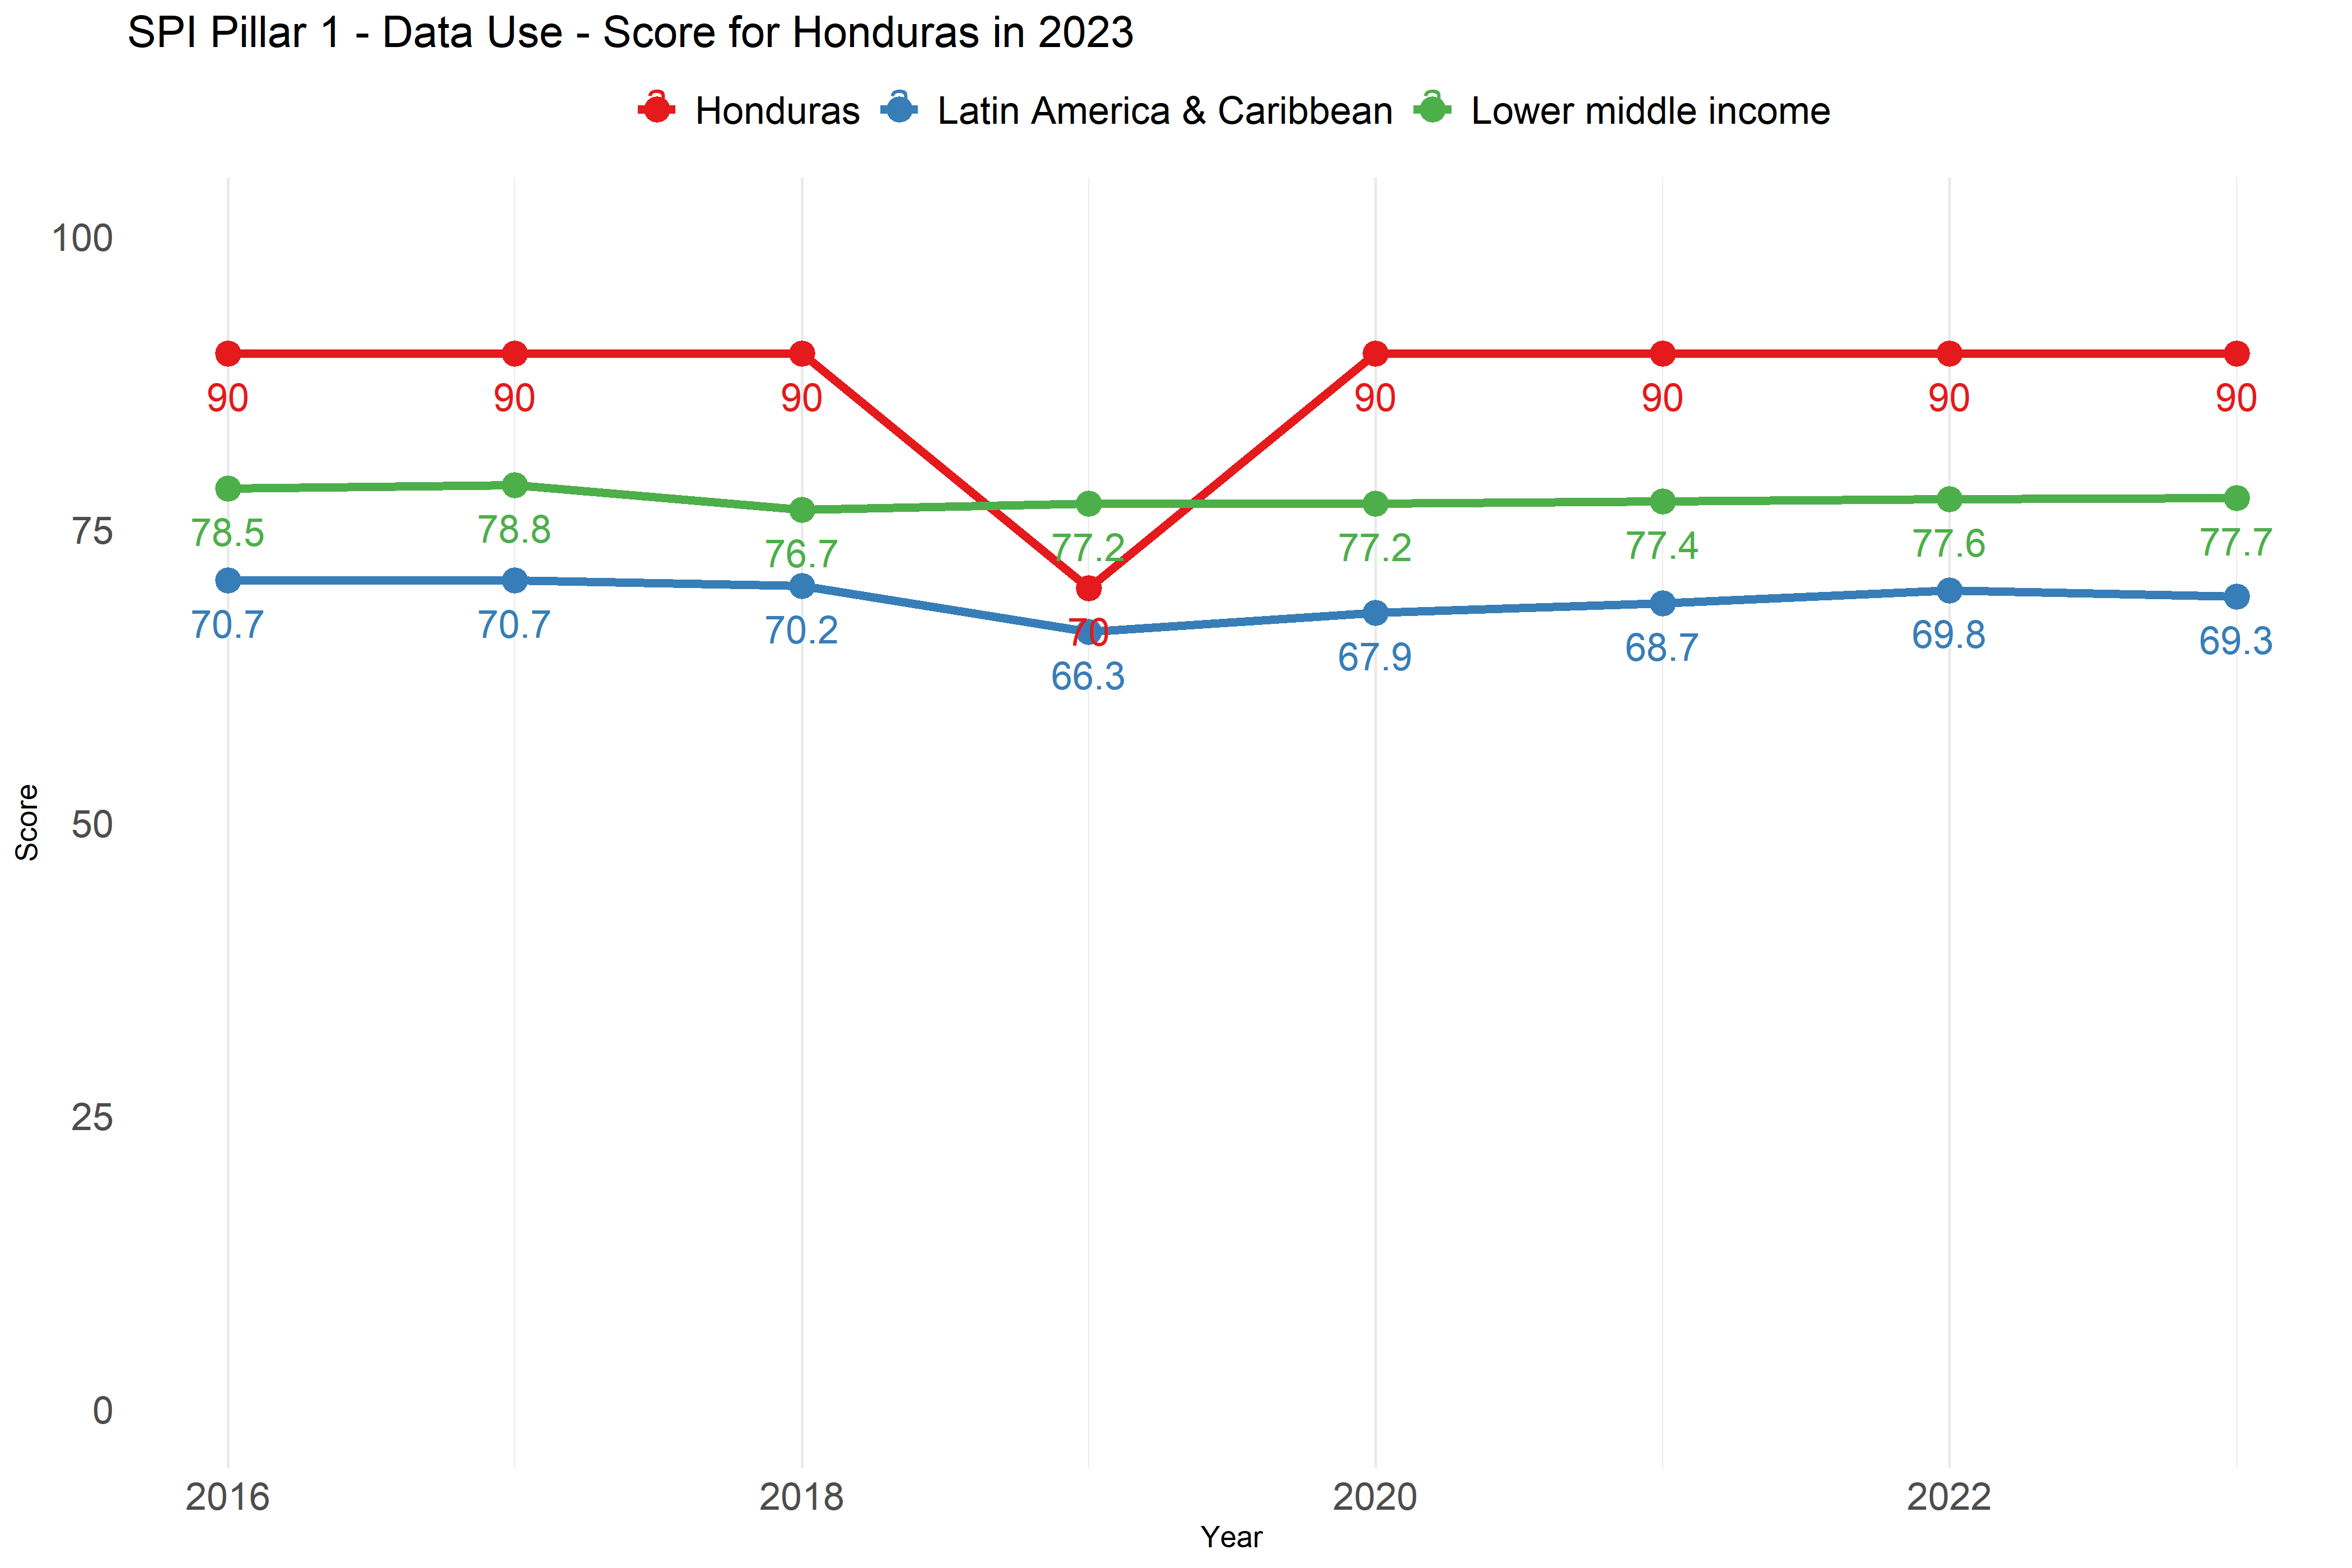 SPI Pillar 1 - Data Use - Score for Honduras in 2023
a Honduras a Latin America & Caribbean a Lower middle income
100
90 90 90 90 90 90 90
75
78.5 78.8 76.7 77.2 77.2 77.4 77.6 77.7
70
70.7 70.7 70.2 66.3 67.9 68.7 69.8 69.3
50
Score
25
0
2016 2018 2020 2022
Year